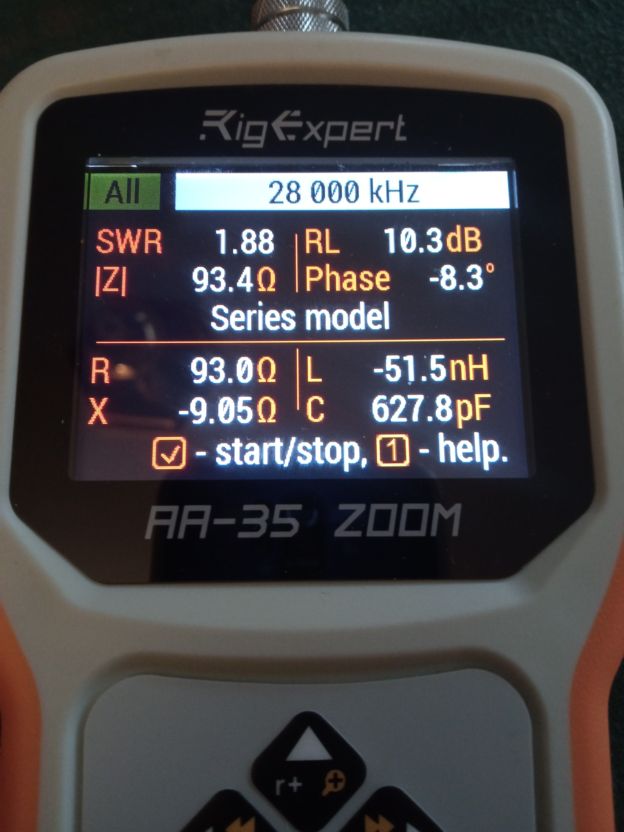 RigExpert
All 28 000 kHz
SWR 1.88 RL 10.3dB
|Z| 93.4Ω Phase -8.3°
Series model
R 93.0Ω L -51.5nH
X -9.05Ω C 627.8pF
✓ - start/stop, 1 - help.
AA-35 ZOOM
r+